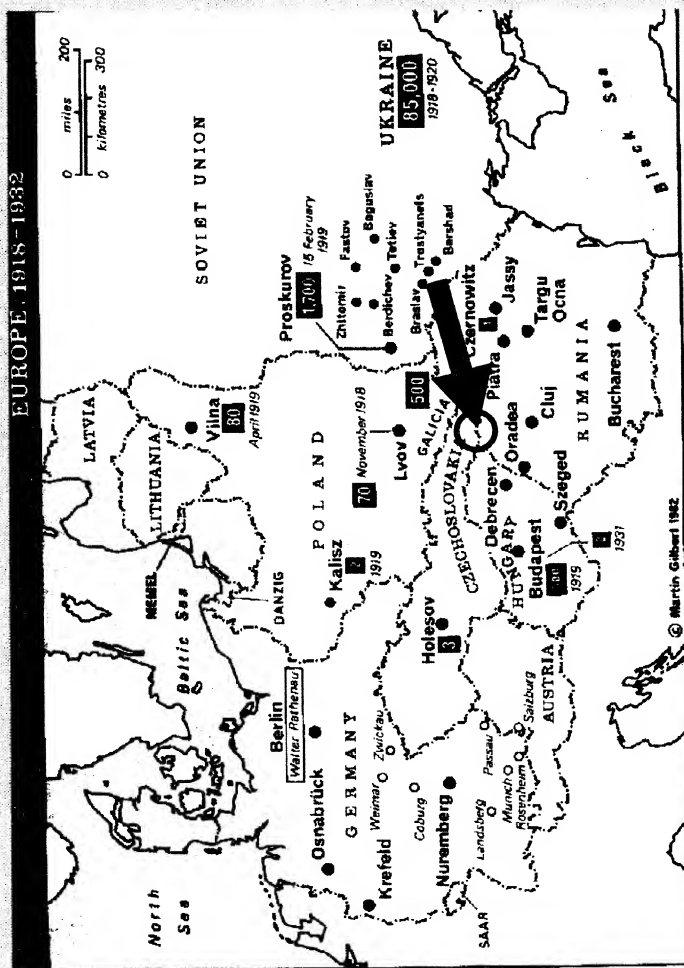 EUROPE, 1918-1932
0 miles 200
0 kilometres 300
North
Sea
Baltic Sea
LATVIA
LITHUANIA
MEMEL
DANZIG
SOVIET UNION
Vilna
80
April 1919
POLAND
Kalisz
2
1919
70 November 1918
Lvov
500
GALICIA
Proskurov
1,700 15 February
1919
Zhitomir
Fastov
Boguslav
Berdichev
Tetiev
Braslav
Trostyanets
Bershad
UKRAINE
85,000
1918-1920
Berlin
Walter Rathenau
Osnabrück
GERMANY
Krefeld
Weimar
Zwickau
Coburg
Nuremberg
SAAR
Landsberg
Munich
Rosenheim
Passau
Salzburg
AUSTRIA
Holesov
3
CZECHOSLOVAKI
HUNGARY
Debrecen
Budapest
1919
1931
Szeged
Oradea
Cluj
Czernowitz
1
Piatra
Jassy
Targu
Ocna
RUMANIA
Bucharest
Black Sea
© Martin Gilbert 1982